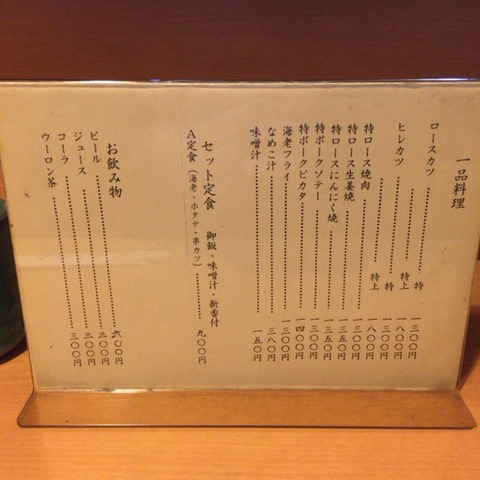 一品料理
ロースカツ………特 一三〇〇円
………特上 一八〇〇円
ヒレカツ………特 一三〇〇円
………特上 一八〇〇円
特ロース焼肉………一三五〇円
特ロース生姜焼………一三五〇円
特ロースにんにく焼………一三五〇円
特ポークソテー………一三〇〇円
特ポークピカタ………一四〇〇円
海老フライ………一三〇〇円
なめこ汁………三八〇円
味噌汁………一五〇円
セット定食 御飯・味噌汁・新香付
A定食（海老・ホタテ・串カツ）………九〇〇円
お飲み物
ビール………六〇〇円
ジュース………三〇〇円
コーラ………三〇〇円
ウーロン茶………三〇〇円